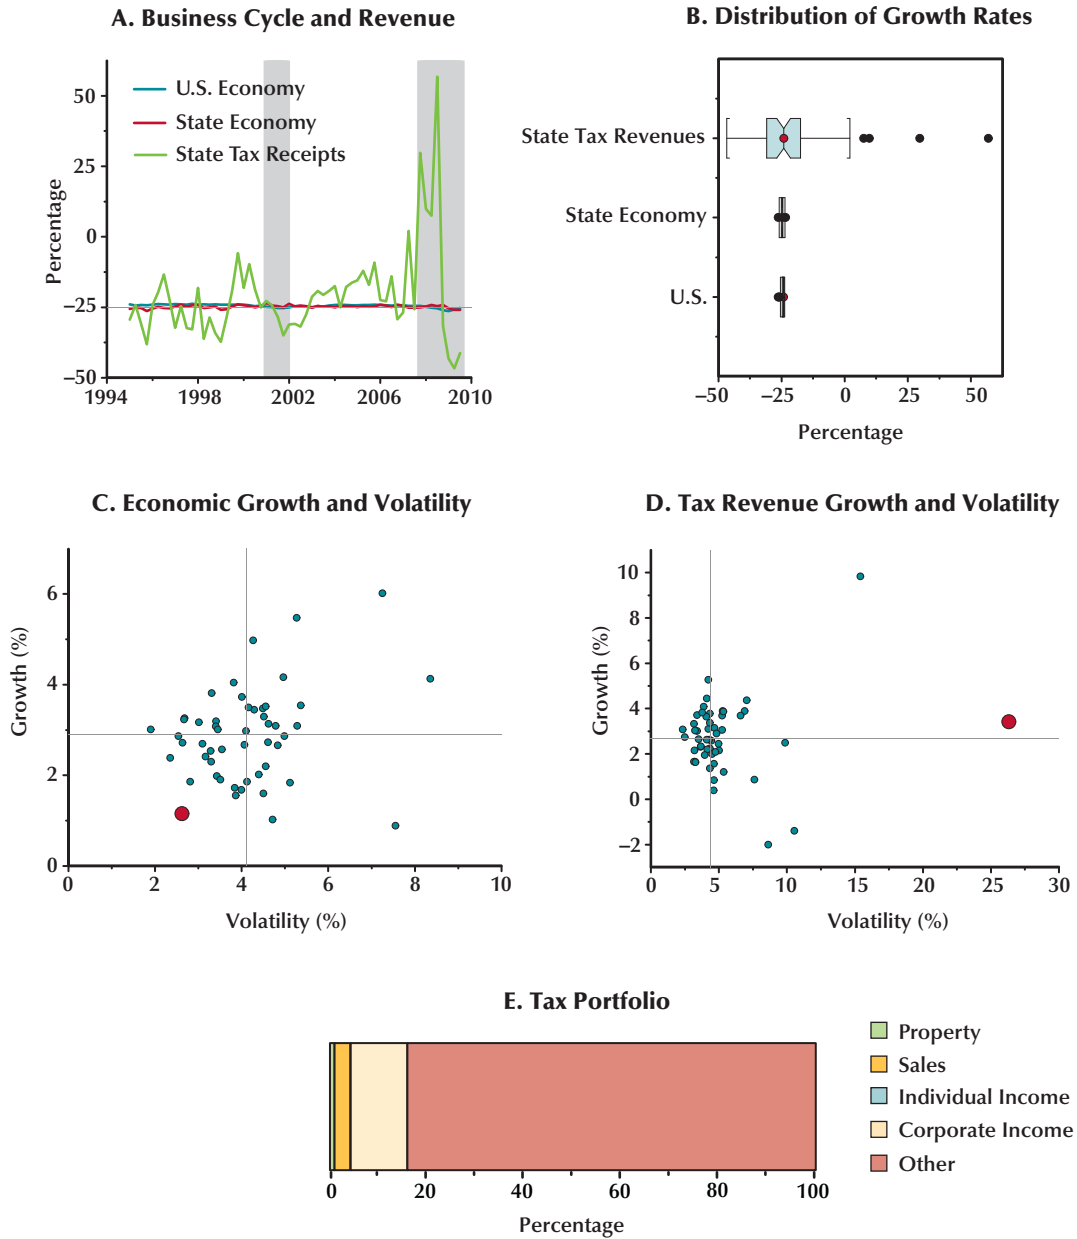 A. Business Cycle and Revenue
50
25
0
−25
−50
Percentage
U.S. Economy
State Economy
State Tax Receipts
1994
1998
2002
2006
2010
B. Distribution of Growth Rates
State Tax Revenues
State Economy
U.S.
−50
−25
0
25
50
Percentage
C. Economic Growth and Volatility
6
4
2
0
Growth (%)
0
2
4
6
8
10
Volatility (%)
D. Tax Revenue Growth and Volatility
10
8
6
4
2
0
−2
Growth (%)
0
5
10
15
20
25
30
Volatility (%)
E. Tax Portfolio
0
20
40
60
80
100
Percentage
Property
Sales
Individual Income
Corporate Income
Other